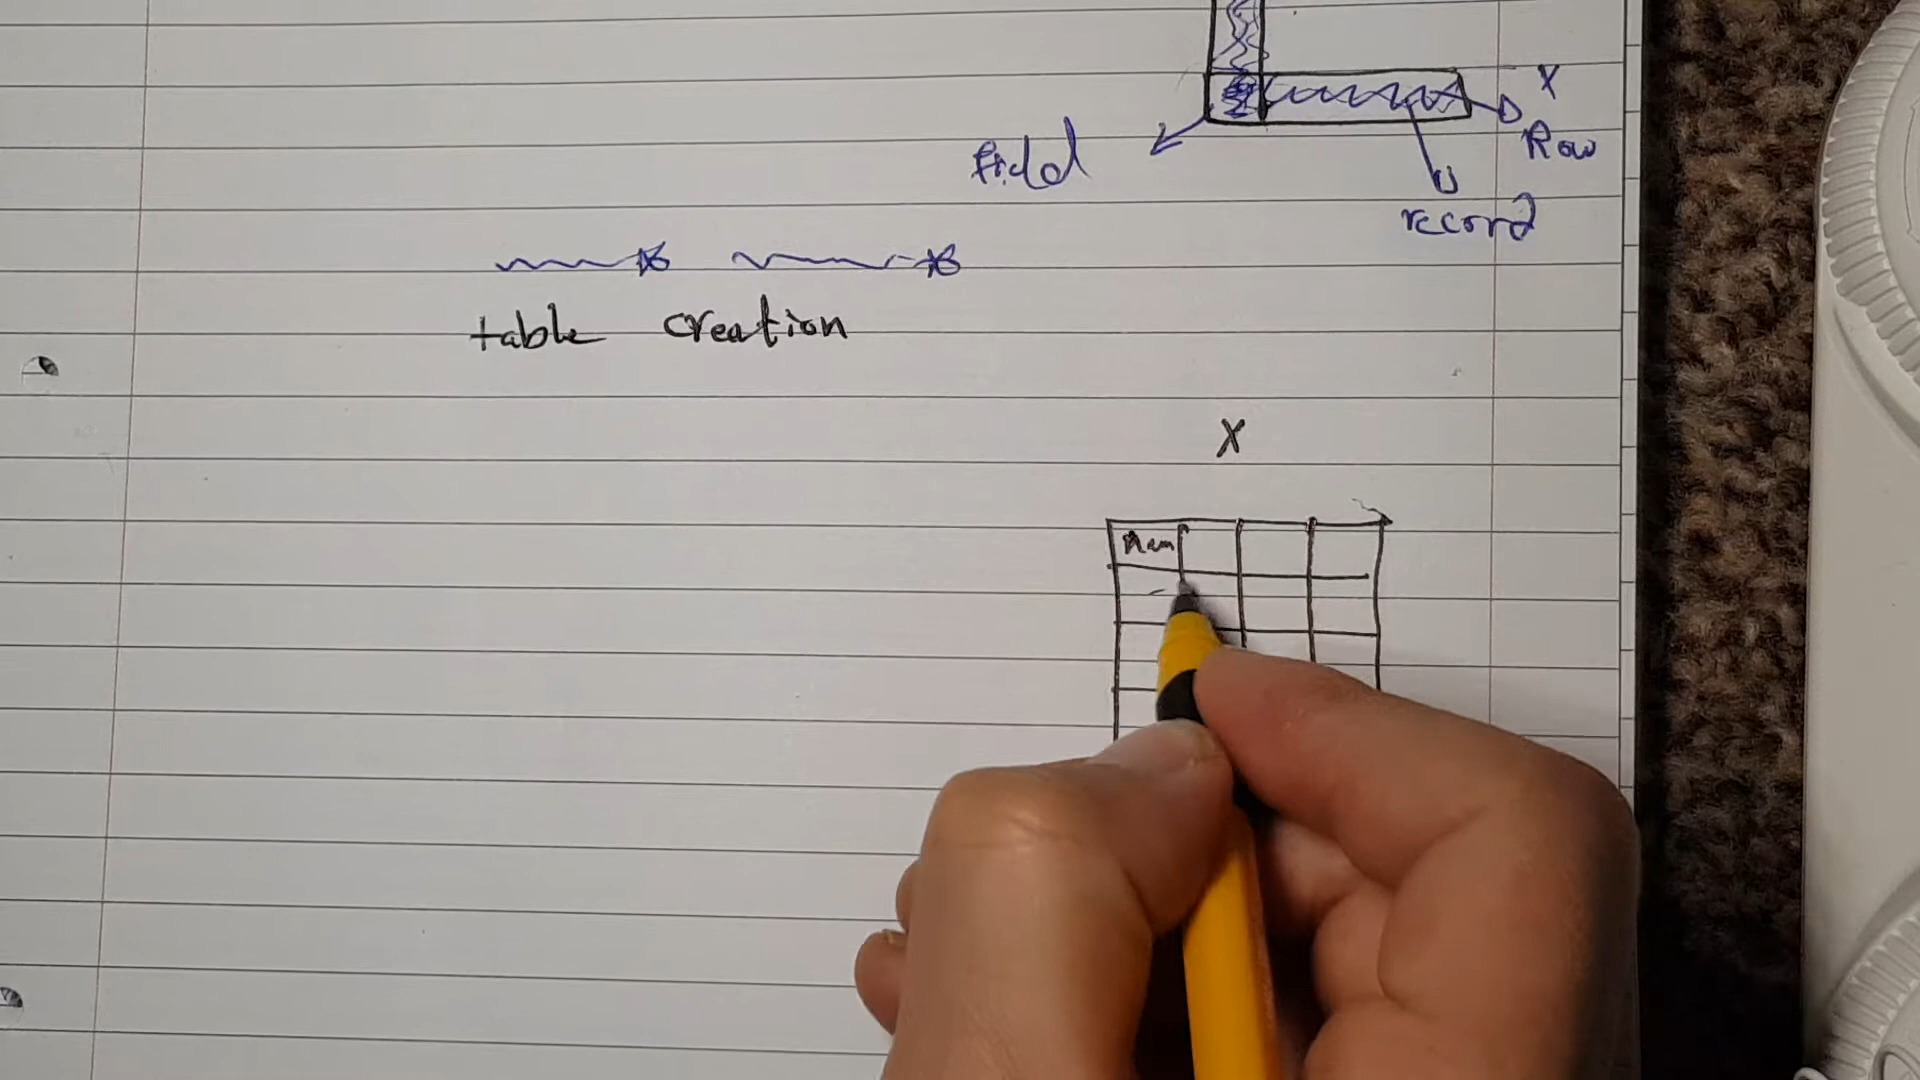 X
Row
Field
record
table creation
X
Nam